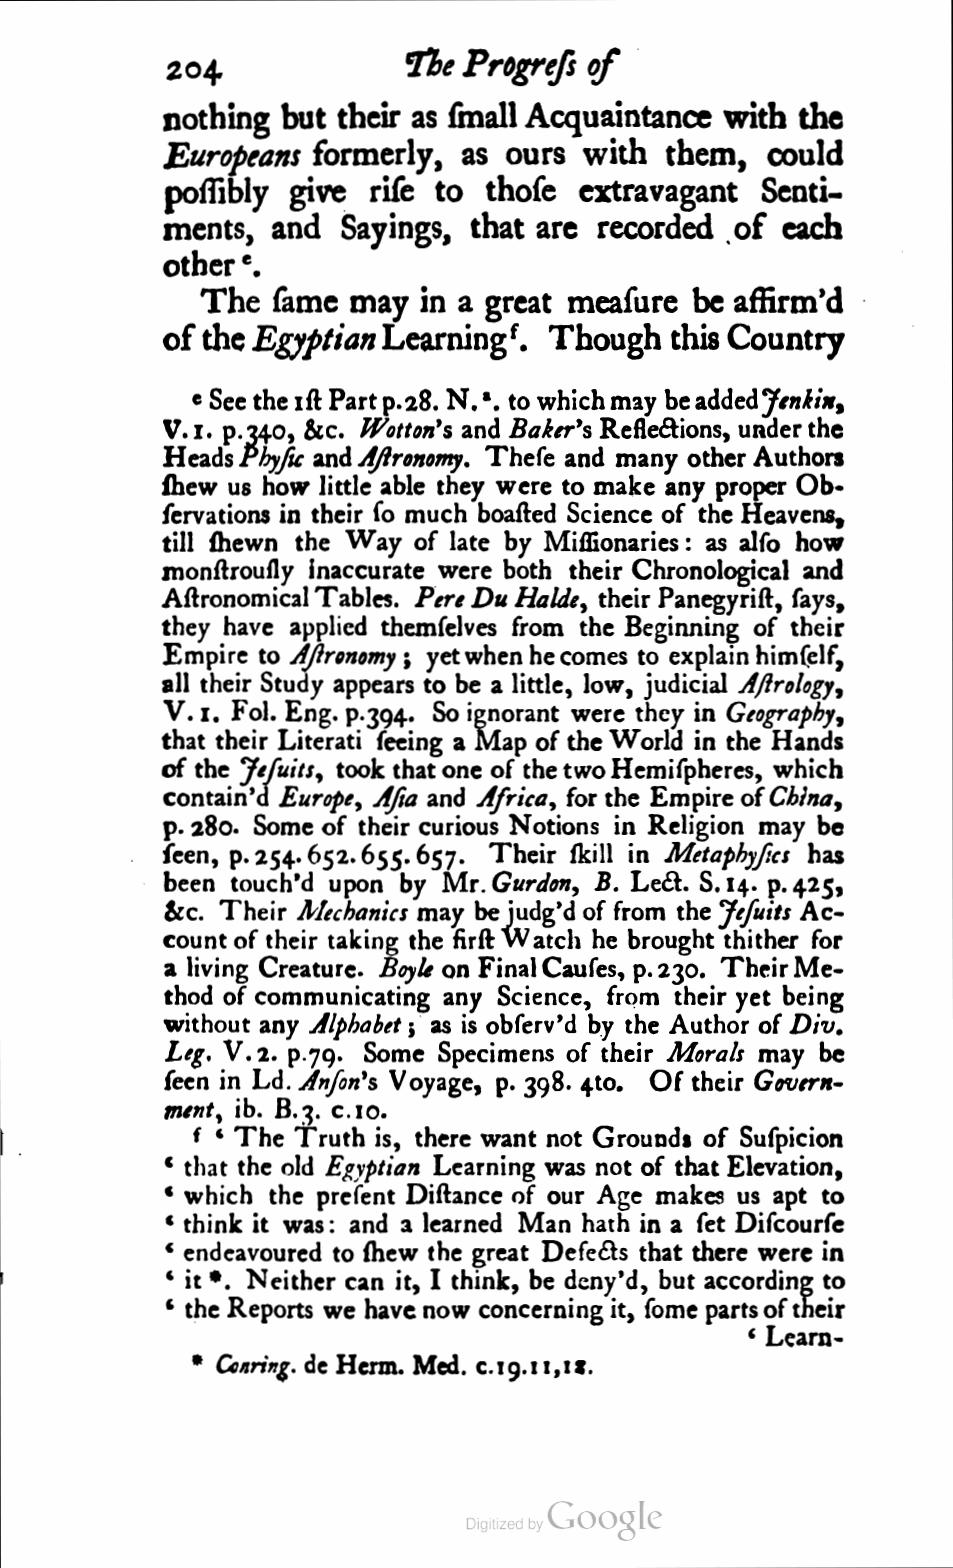 204 The Progreſs of
nothing but their as ſmall Acquaintance with the
Europeans formerly, as ours with them, could
poſſibly give riſe to thoſe extravagant Senti-
ments, and Sayings, that are recorded of each
other e.
The ſame may in a great meaſure be affirm'd
of the Egyptian Learning f. Though this Country
e See the 1ſt Part p.28. N. a. to which may be added Jenkin,
V. 1. p.340, &c. Wotton's and Baker's Reflections, under the
Heads Phyſic and Aſtronomy. Theſe and many other Authors
ſhew us how little able they were to make any proper Ob-
ſervations in their ſo much boaſted Science of the Heavens,
till ſhewn the Way of late by Miſſionaries: as alſo how
monſtrouſly inaccurate were both their Chronological and
Aſtronomical Tables. Pere Du Halde, their Panegyriſt, ſays,
they have applied themſelves from the Beginning of their
Empire to Aſtronomy; yet when he comes to explain himſelf,
all their Study appears to be a little, low, judicial Aſtrology,
V. 1. Fol. Eng. p.394. So ignorant were they in Geography,
that their Literati ſeeing a Map of the World in the Hands
of the Jeſuits, took that one of the two Hemiſpheres, which
contain'd Europe, Aſia and Africa, for the Empire of China,
p. 280. Some of their curious Notions in Religion may be
ſeen, p. 254. 652. 655. 657. Their ſkill in Metaphyſics has
been touch'd upon by Mr. Gurdon, B. Lect. S. 14. p. 425,
&c. Their Mechanics may be judg'd of from the Jeſuits Ac-
count of their taking the firſt Watch he brought thither for
a living Creature. Boyle on Final Cauſes, p. 230. Their Me-
thod of communicating any Science, from their yet being
without any Alphabet; as is obſerv'd by the Author of Div.
Leg. V. 2. p.79. Some Specimens of their Morals may be
ſeen in Ld. Anſon's Voyage, p. 398. 4to. Of their Govern-
ment, ib. B.3. c.10.
f ‘ The Truth is, there want not Grounds of Suſpicion
‘ that the old Egyptian Learning was not of that Elevation,
‘ which the preſent Diſtance of our Age makes us apt to
‘ think it was: and a learned Man hath in a ſet Diſcourſe
‘ endeavoured to ſhew the great Defects that there were in
‘ it *. Neither can it, I think, be deny'd, but according to
‘ the Reports we have now concerning it, ſome parts of their
‘ Learn-
* Conring. de Herm. Med. c.19.11,12.
Digitized by Google